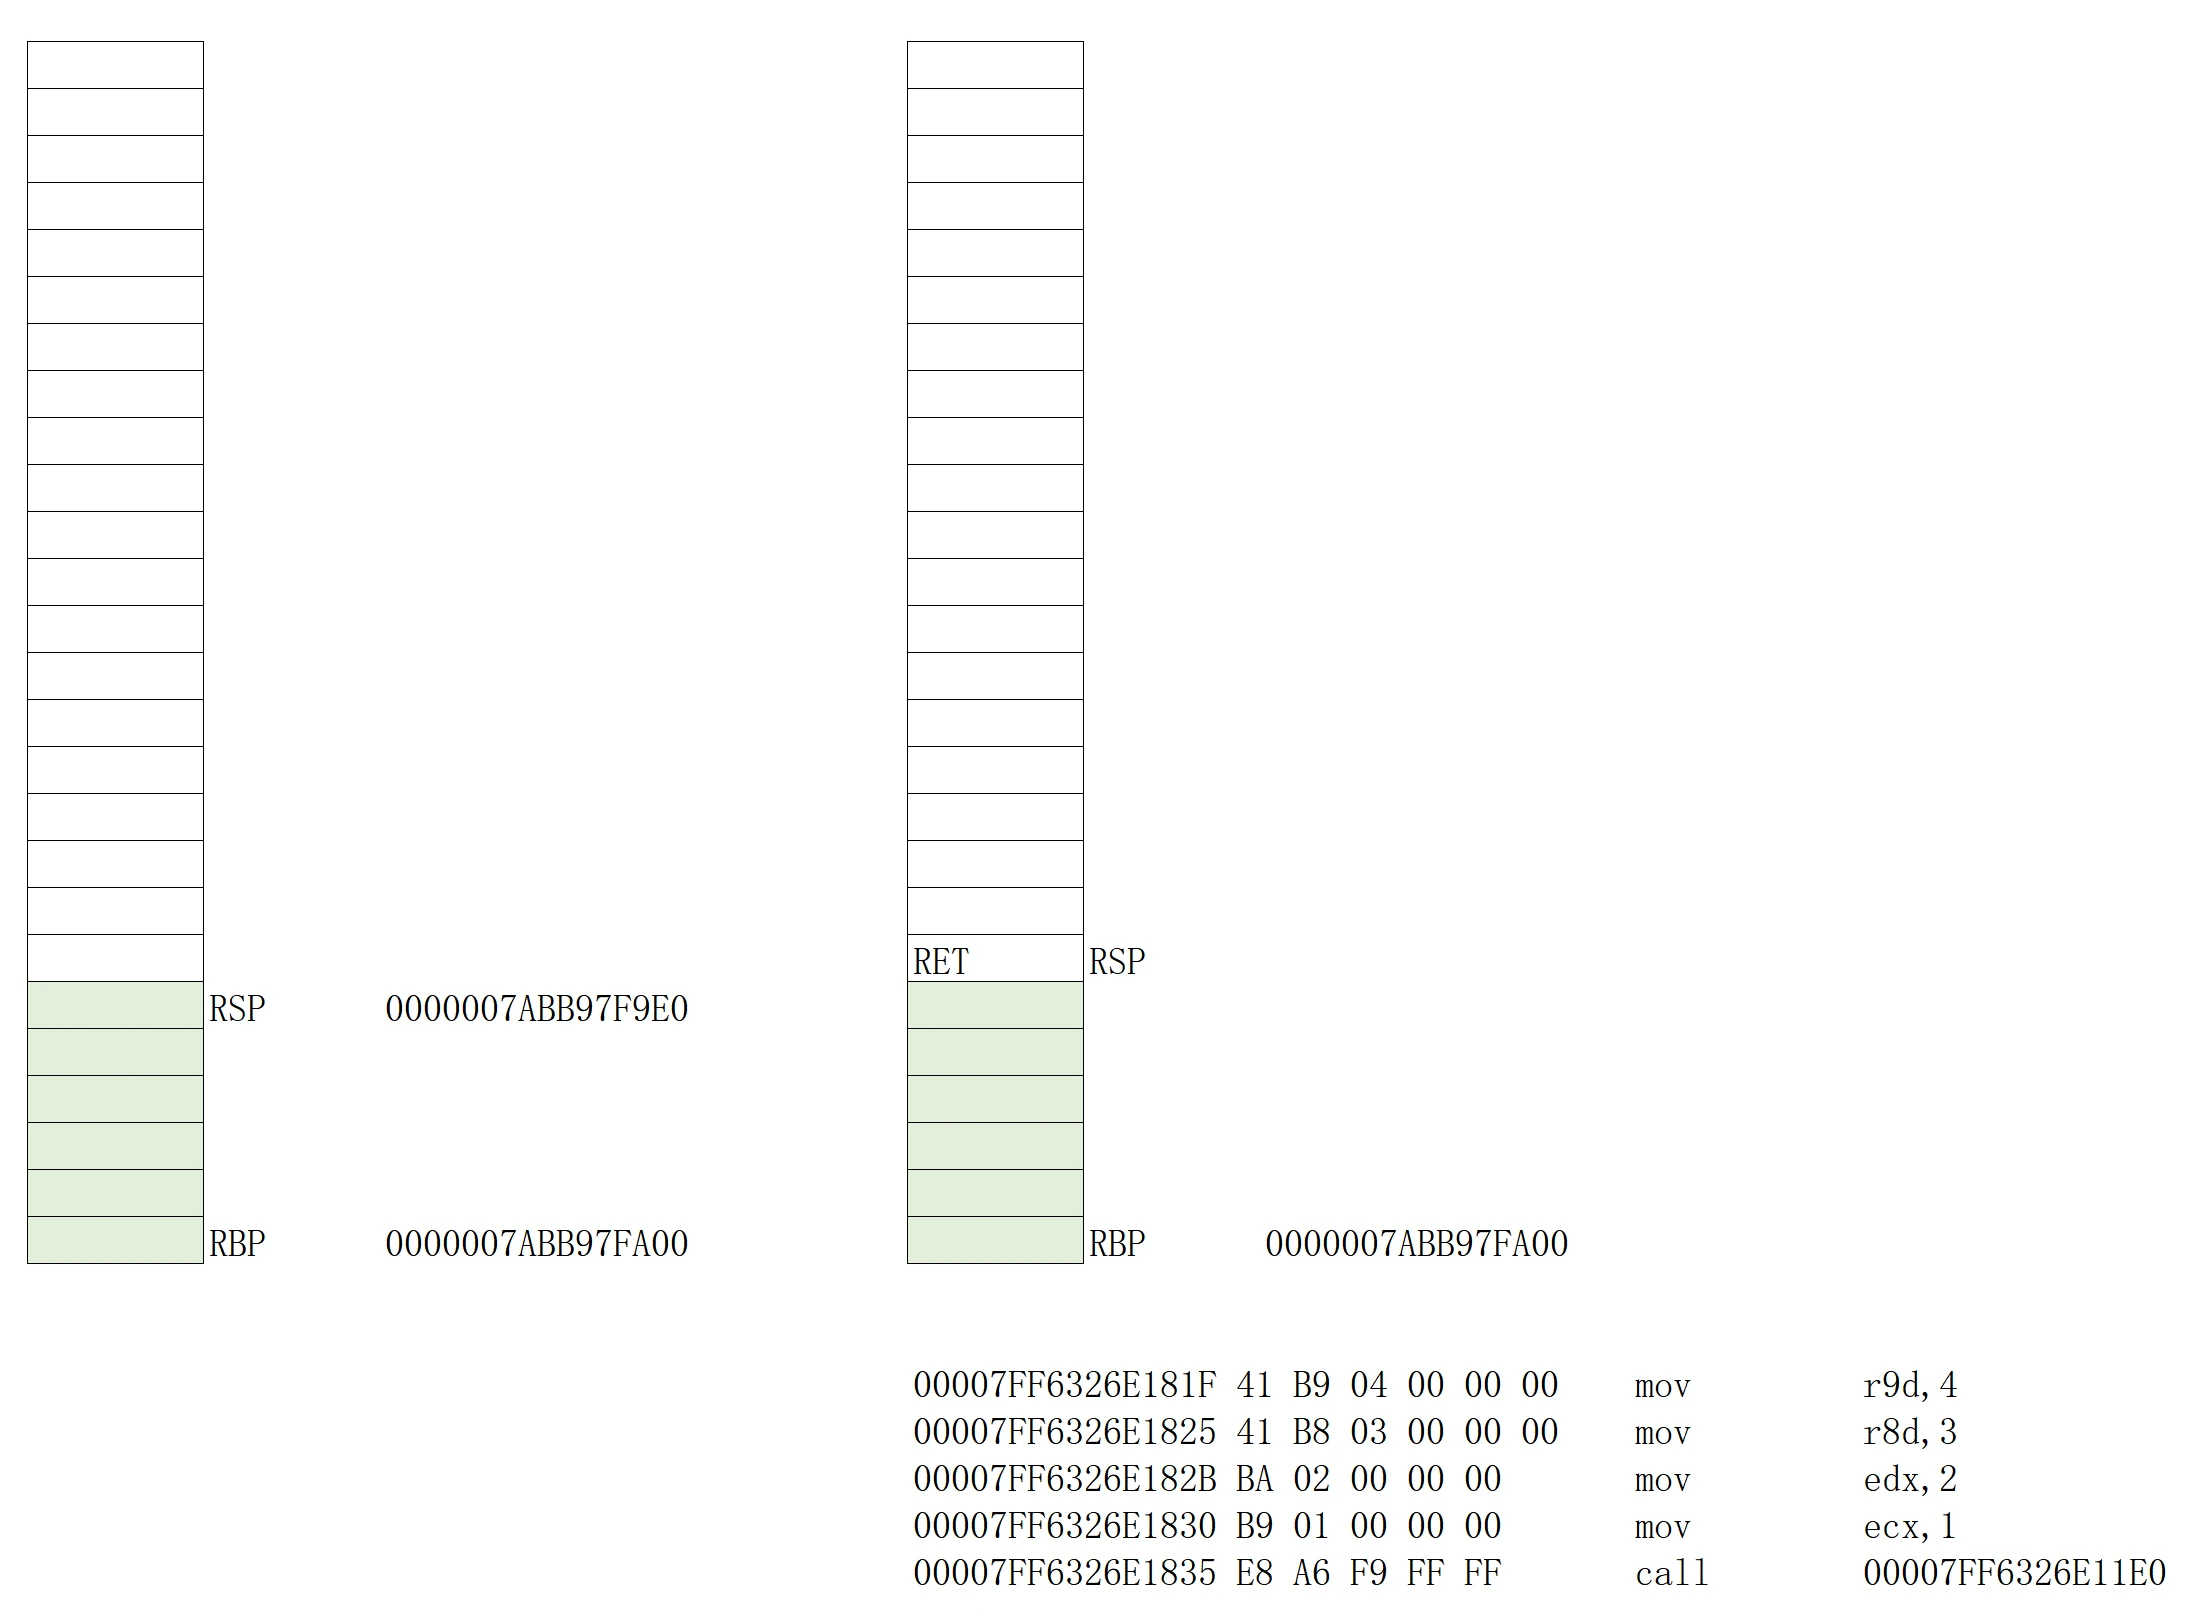 RET RSP
RSP 0000007ABB97F9E0
RBP 0000007ABB97FA00 RBP 0000007ABB97FA00
00007FF6326E181F 41 B9 04 00 00 00 mov r9d,4
00007FF6326E1825 41 B8 03 00 00 00 mov r8d,3
00007FF6326E182B BA 02 00 00 00 mov edx,2
00007FF6326E1830 B9 01 00 00 00 mov ecx,1
00007FF6326E1835 E8 A6 F9 FF FF call 00007FF6326E11E0